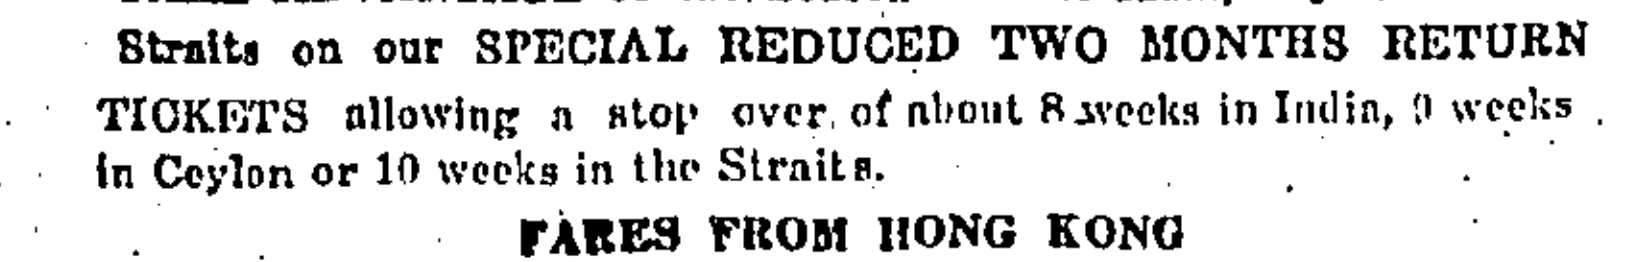 Straits on our SPECIAL REDUCED TWO MONTHS RETURN
TICKETS allowing a stop over of about 8 weeks in India, 9 weeks
in Ceylon or 10 weeks in the Straits.
FARES FROM HONG KONG